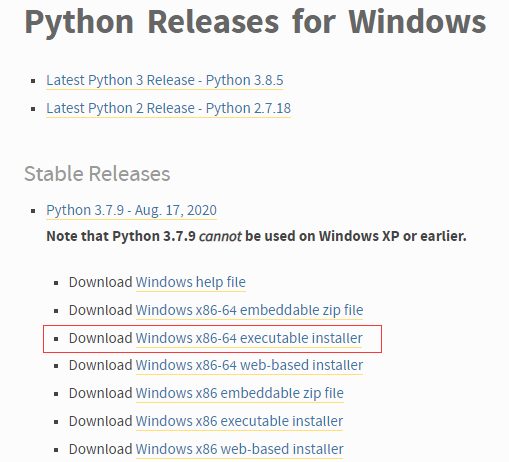 Python Releases for Windows
Latest Python 3 Release - Python 3.8.5
Latest Python 2 Release - Python 2.7.18
Stable Releases
Python 3.7.9 - Aug. 17, 2020
Note that Python 3.7.9 cannot be used on Windows XP or earlier.
Download Windows help file
Download Windows x86-64 embeddable zip file
Download Windows x86-64 executable installer
Download Windows x86-64 web-based installer
Download Windows x86 embeddable zip file
Download Windows x86 executable installer
Download Windows x86 web-based installer